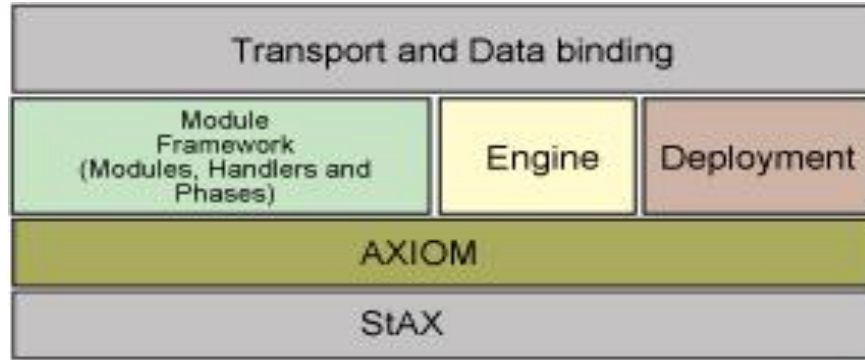 Transport and Data binding
Module
Framework
(Modules, Handlers and
Phases)
Engine
Deployment
AXIOM
StAX